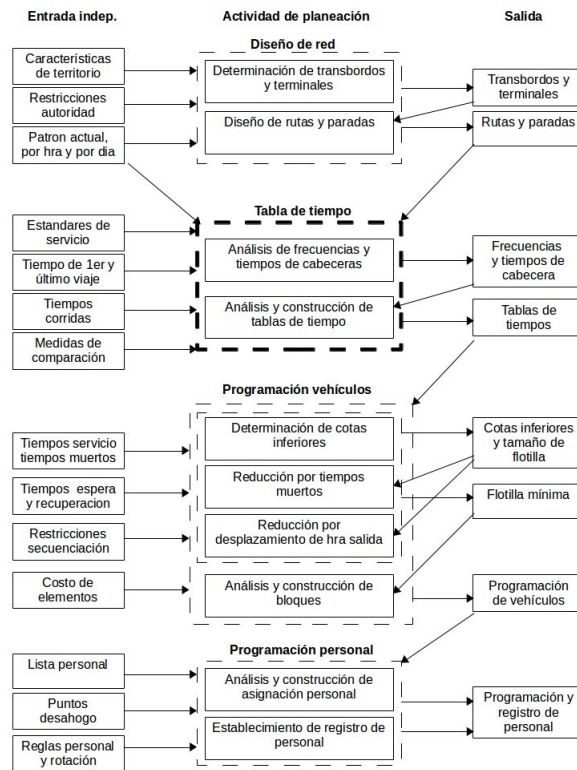 Entrada indep.
Actividad de planeación
Salida
Diseño de red
Características
de territorio
Determinación de transbordos
y terminales
Transbordos y
terminales
Restricciones
autoridad
Diseño de rutas y paradas
Rutas y paradas
Patron actual,
por hra y por dia
Tabla de tiempo
Estandares de
servicio
Análisis de frecuencias y
tiempos de cabeceras
Frecuencias
y tiempos de
cabecera
Tiempo de 1er y
último viaje
Tiempos
corridas
Análisis y construcción de
tablas de tiempo
Tablas de
tiempos
Medidas de
comparación
Programación vehículos
Determinación de cotas
inferiores
Cotas inferiores
y tamaño de
flotilla
Tiempos servicio
tiempos muertos
Reducción por tiempos
muertos
Tiempos espera
y recuperacion
Flotilla mínima
Restricciones
secuenciación
Reducción por
desplazamiento de hra salida
Costo de
elementos
Análisis y construcción de
bloques
Programación
de vehículos
Programación personal
Lista personal
Análisis y construcción de
asignación personal
Puntos
desahogo
Programación y
registro de
personal
Establecimiento de registro de
personal
Reglas personal
y rotación